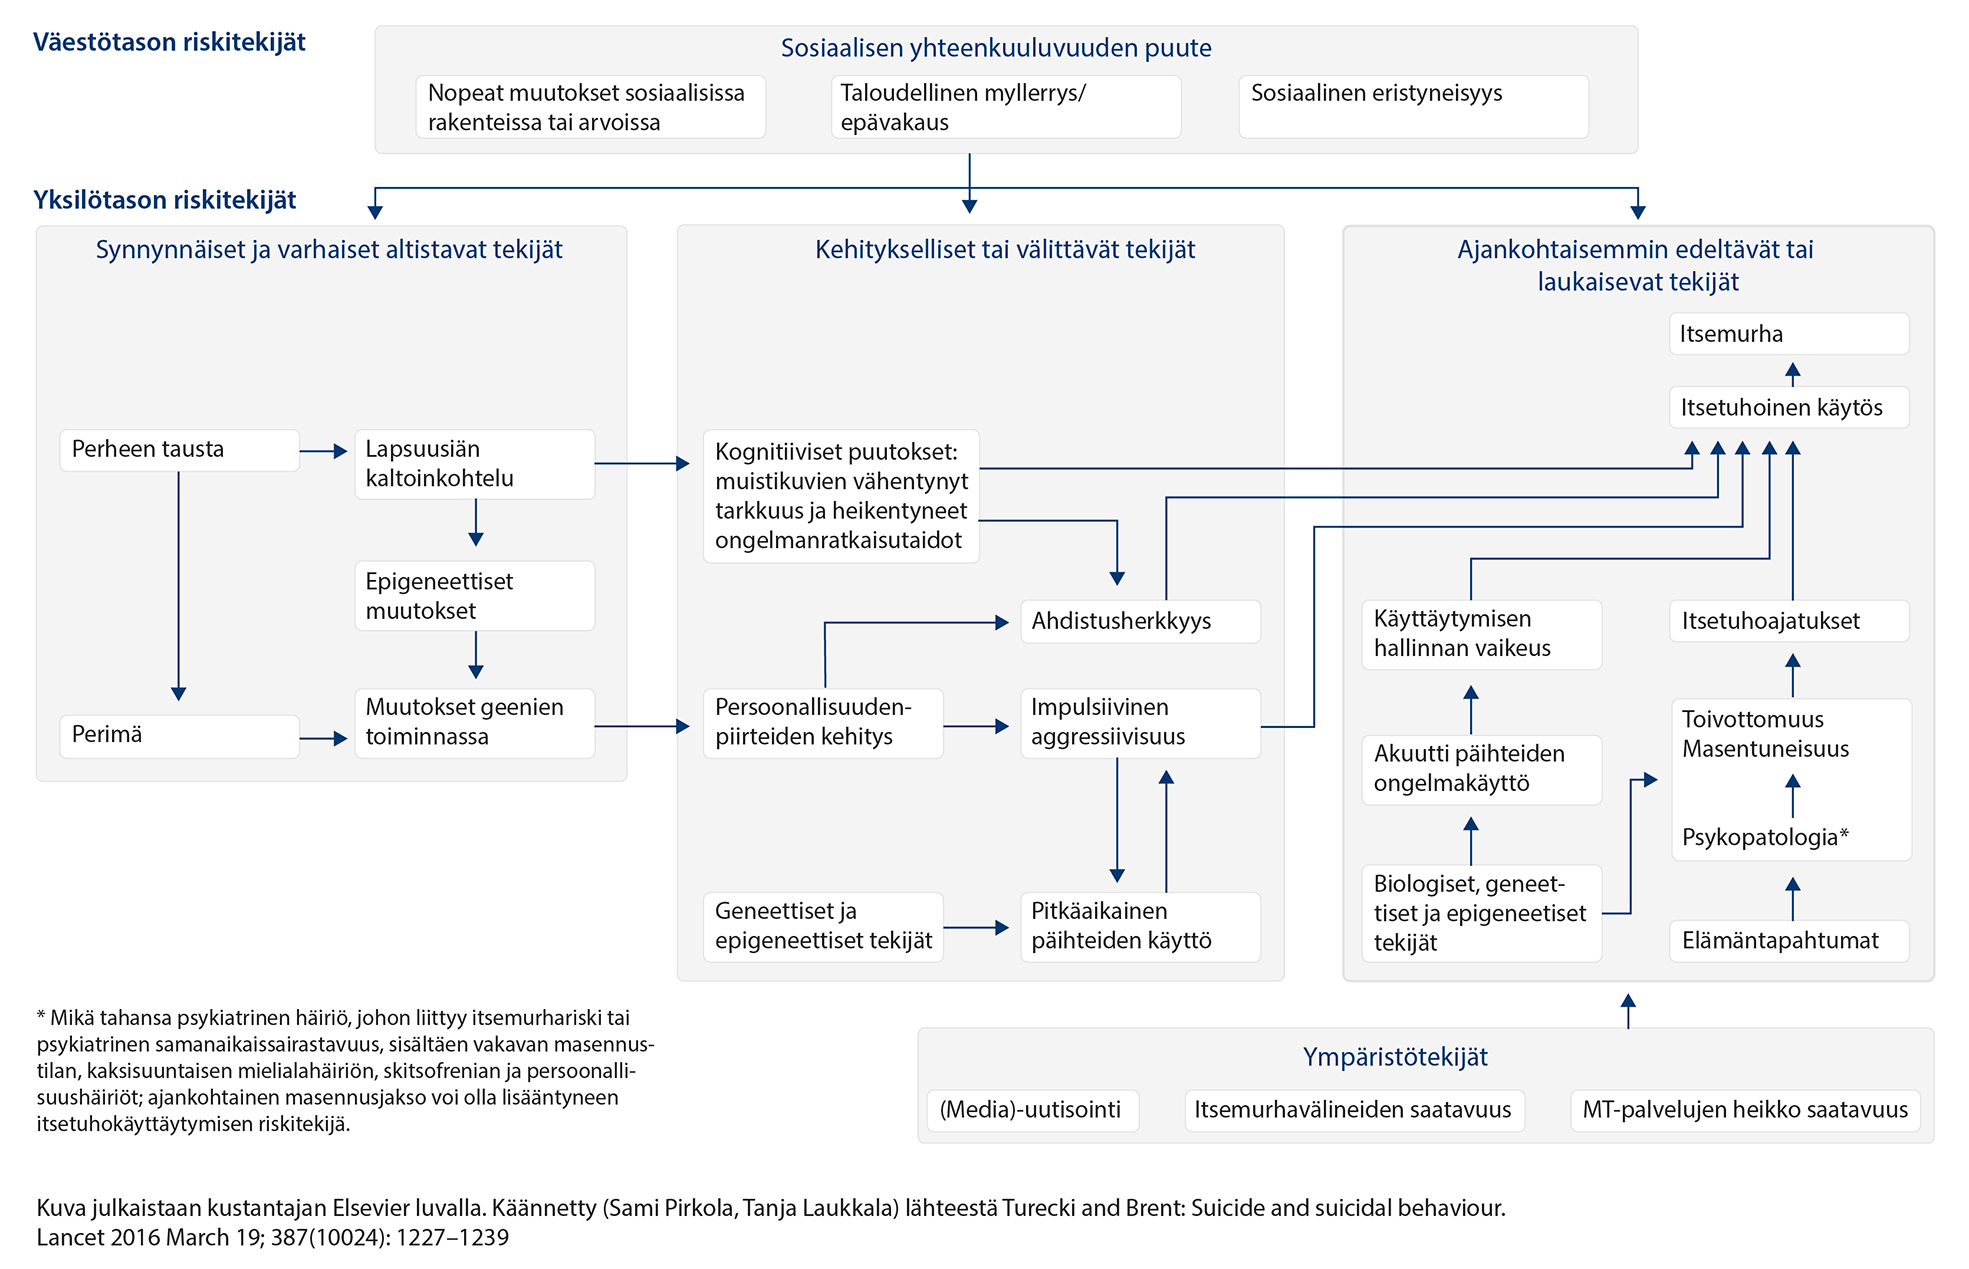 Väestötason riskitekijät
Sosiaalisen yhteenkuuluvuuden puute
Nopeat muutokset sosiaalisissa
rakenteissa tai arvoissa
Taloudellinen myllerrys/
epävakaus
Sosiaalinen eristyneisyys
Yksilötason riskitekijät
Synnynnäiset ja varhaiset altistavat tekijät
Perheen tausta
Lapsuusiän
kaltoinkohtelu
Epigeneettiset
muutokset
Perimä
Muutokset geenien
toiminnassa
Kehitykselliset tai välittävät tekijät
Kognitiiviset puutokset:
muistikuvien vähentynyt
tarkkuus ja heikentyneet
ongelmanratkaisutaidot
Ahdistusherkkyys
Persoonallisuuden-
piirteiden kehitys
Impulsiivinen
aggressiivisuus
Geneettiset ja
epigeneettiset tekijät
Pitkäaikainen
päihteiden käyttö
Ajankohtaisemmin edeltävät tai
laukaisevat tekijät
Itsemurha
Itsetuhoinen käytös
Käyttäytymisen
hallinnan vaikeus
Itsetuhoajatukset
Akuutti päihteiden
ongelmakäyttö
Toivottomuus
Masentuneisuus
Psykopatologia*
Biologiset, geneet-
tiset ja epigeneetiset
tekijät
Elämäntapahtumat
Ympäristötekijät
(Media)-uutisointi
Itsemurhavälineiden saatavuus
MT-palvelujen heikko saatavuus
* Mikä tahansa psykiatrinen häiriö, johon liittyy itsemurhariski tai
psykiatrinen samanaikaissairastavuus, sisältäen vakavan masennus-
tilan, kaksisuuntaisen mielialahäiriön, skitsofrenian ja persoonalli-
suushäiriöt; ajankohtainen masennusjakso voi olla lisääntyneen
itsetuhokäyttäytymisen riskitekijä.
Kuva julkaistaan kustantajan Elsevier luvalla. Käännetty (Sami Pirkola, Tanja Laukkala) lähteestä Turecki and Brent: Suicide and suicidal behaviour.
Lancet 2016 March 19; 387(10024): 1227–1239